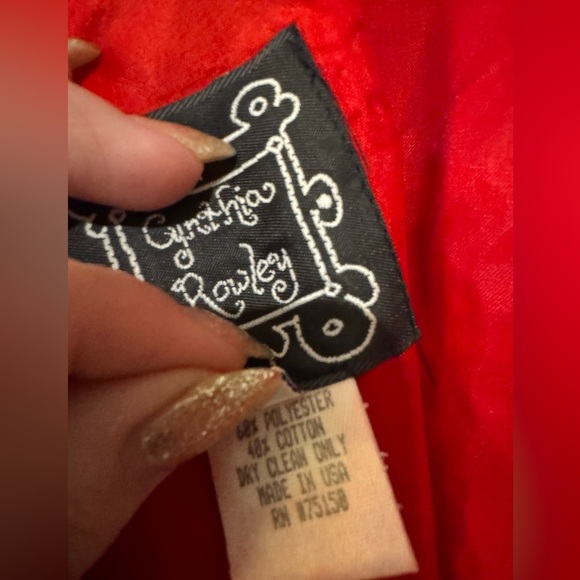 Cynthia
Rowley
60% POLYESTER
40% COTTON
DRY CLEAN ONLY
MADE IN USA
RN #75150